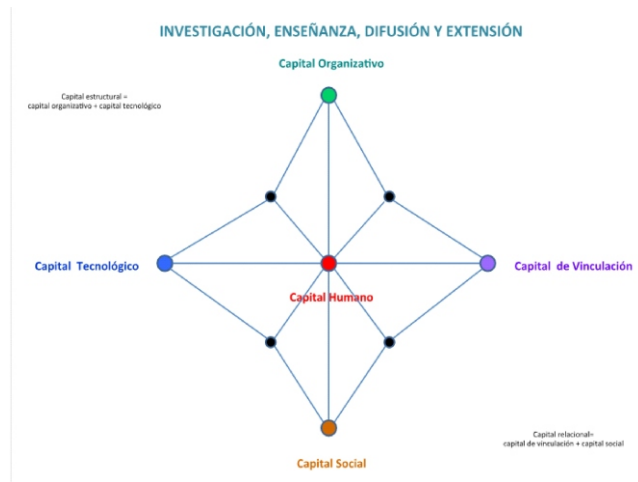 INVESTIGACIÓN, ENSEÑANZA, DIFUSIÓN Y EXTENSIÓN
Capital Organizativo
Capital estructural =
capital organizativo + capital tecnológico
Capital Tecnológico
Capital de Vinculación
Capital Humano
Capital relacional=
capital de vinculación + capital social
Capital Social